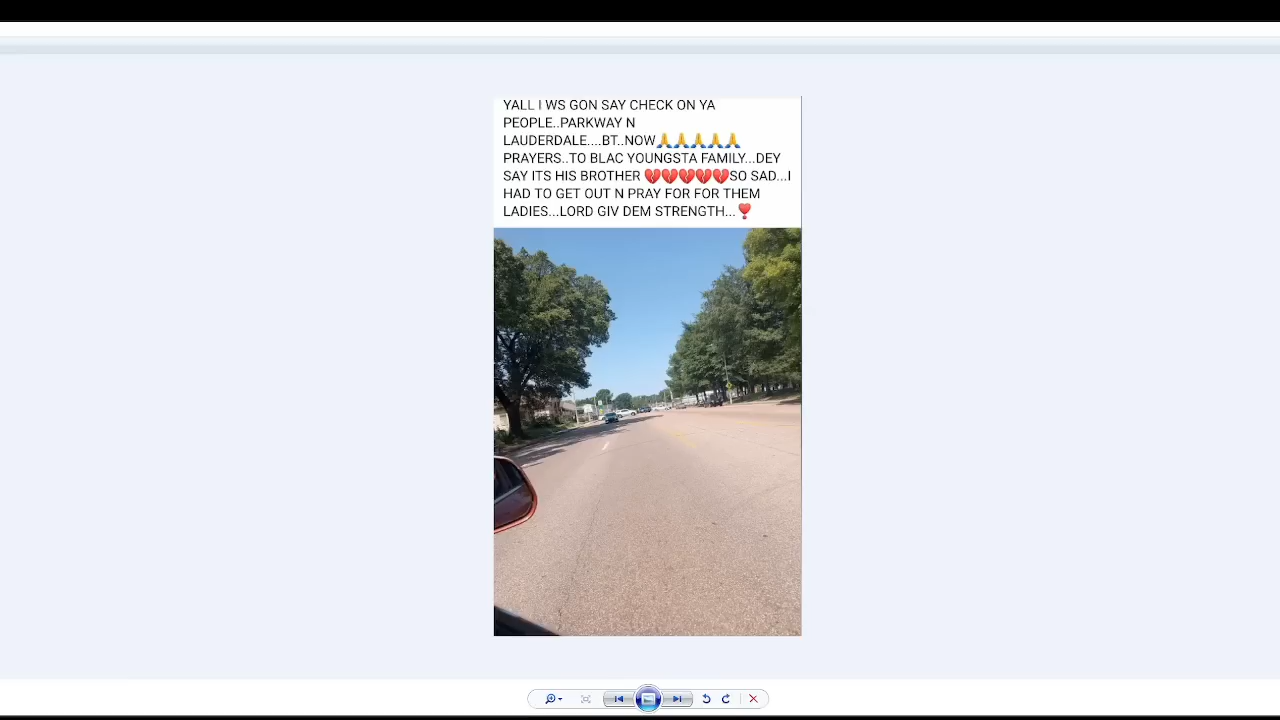 YALL I WS GON SAY CHECK ON YA
PEOPLE..PARKWAY N
LAUDERDALE....BT..NOW🙏🙏🙏🙏🙏
PRAYERS..TO BLAC YOUNGSTA FAMILY...DEY
SAY ITS HIS BROTHER 💔💔💔💔💔SO SAD...I
HAD TO GET OUT N PRAY FOR FOR THEM
LADIES...LORD GIV DEM STRENGTH...❣️